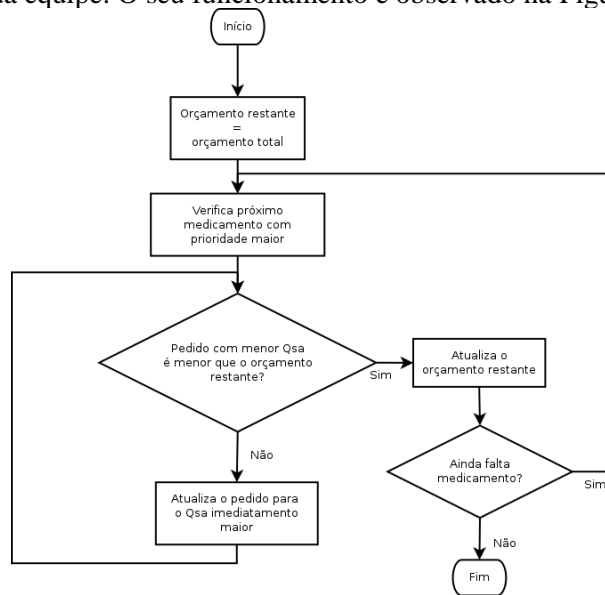 da equipe. O seu funcionamento é observado na Figu
Início
Orçamento restante
=
orçamento total
Verifica próximo
medicamento com
prioridade maior
Pedido com menor Qsa
é menor que o orçamento
restante?
Sim
Atualiza o
orçamento restante
Não
Ainda falta
medicamento?
Sim
Atualiza o pedido para
o Qsa imediatamento
maior
Não
Fim